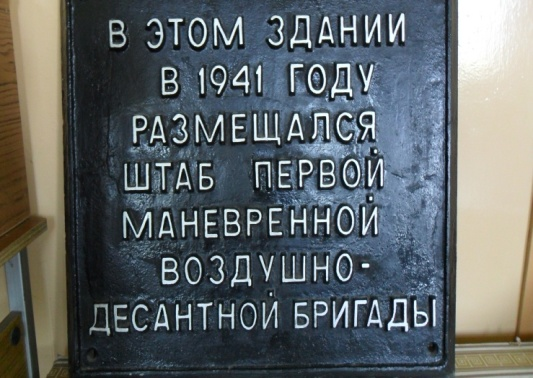 В ЭТОМ ЗДАНИИ
В 1941 ГОДУ
РАЗМЕЩАЛСЯ
ШТАБ ПЕРВОЙ
МАНЕВРЕННОЙ
ВОЗДУШНО-
ДЕСАНТНОЙ БРИГАДЫ